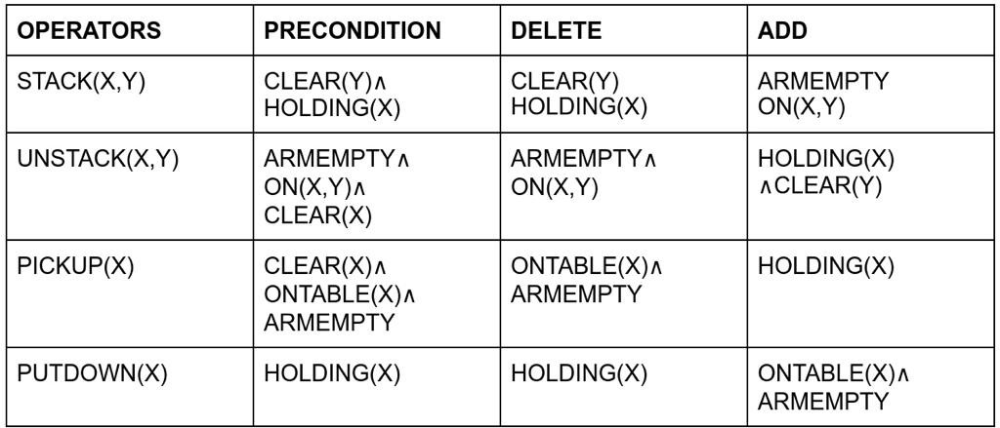 OPERATORS PRECONDITION DELETE ADD
STACK(X,Y) CLEAR(Y)∧ CLEAR(Y) ARMEMPTY
HOLDING(X) HOLDING(X) ON(X,Y)
UNSTACK(X,Y) ARMEMPTY∧ ARMEMPTY∧ HOLDING(X)
ON(X,Y)∧ ON(X,Y) ∧CLEAR(Y)
CLEAR(X)
PICKUP(X) CLEAR(X)∧ ONTABLE(X)∧ HOLDING(X)
ONTABLE(X)∧ ARMEMPTY
ARMEMPTY
PUTDOWN(X) HOLDING(X) HOLDING(X) ONTABLE(X)∧
ARMEMPTY